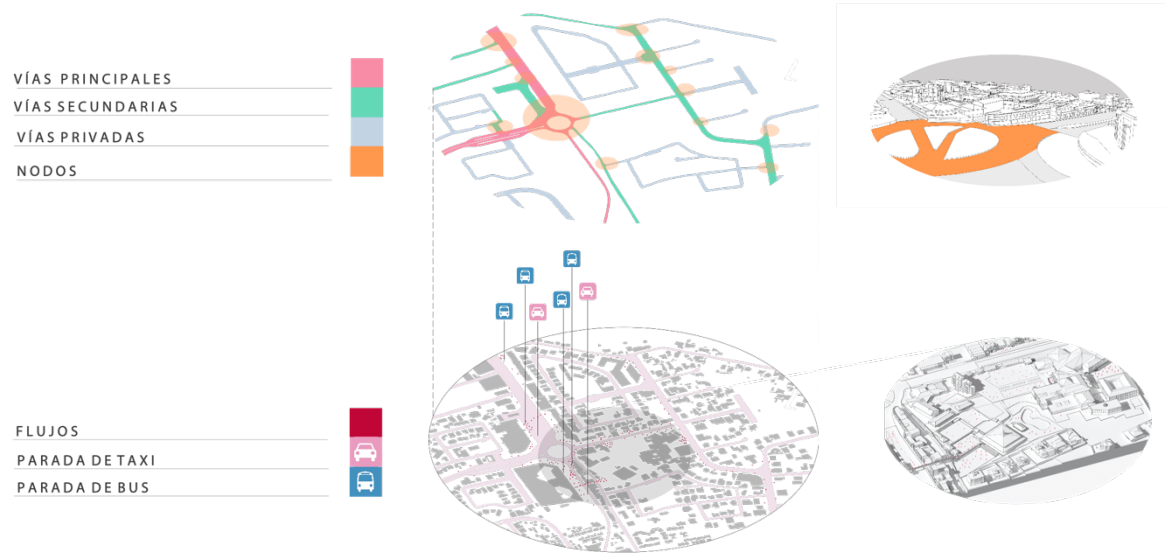 VÍAS PRINCIPALES
VÍAS SECUNDARIAS
VÍAS PRIVADAS
NODOS
FLUJOS
PARADA DE TAXI
PARADA DE BUS